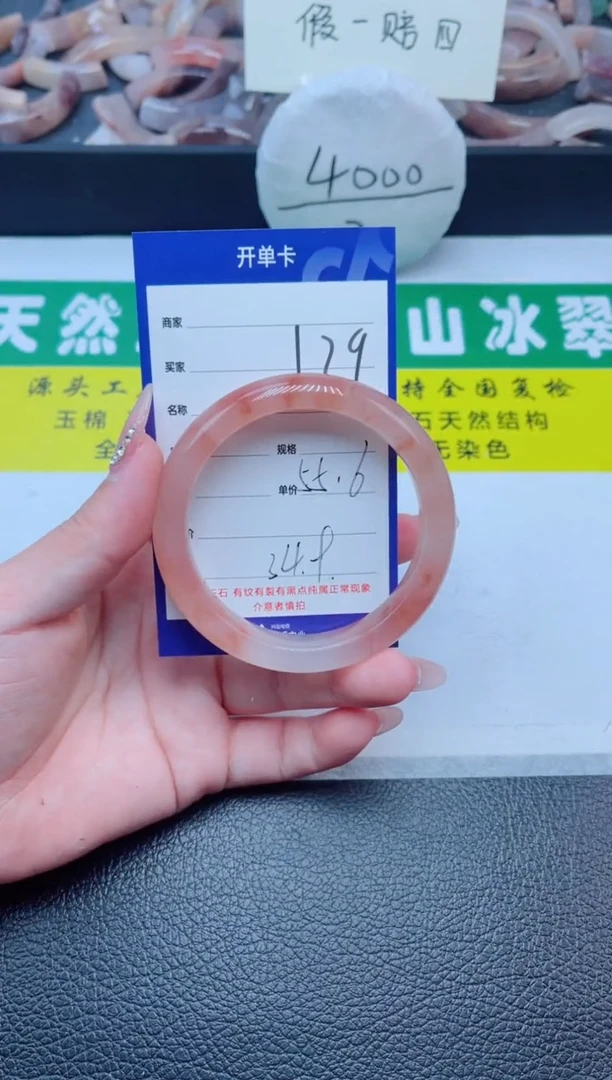 假一赔四
4000
开单卡
商家
买家
129
名称
规格
单价
55.6
34.9
玉石 有纹有裂有黑点纯属正常现象
介意者慎拍
天然
山冰翠
源头工
持全国复检
玉棉
石天然结构
全
无染色